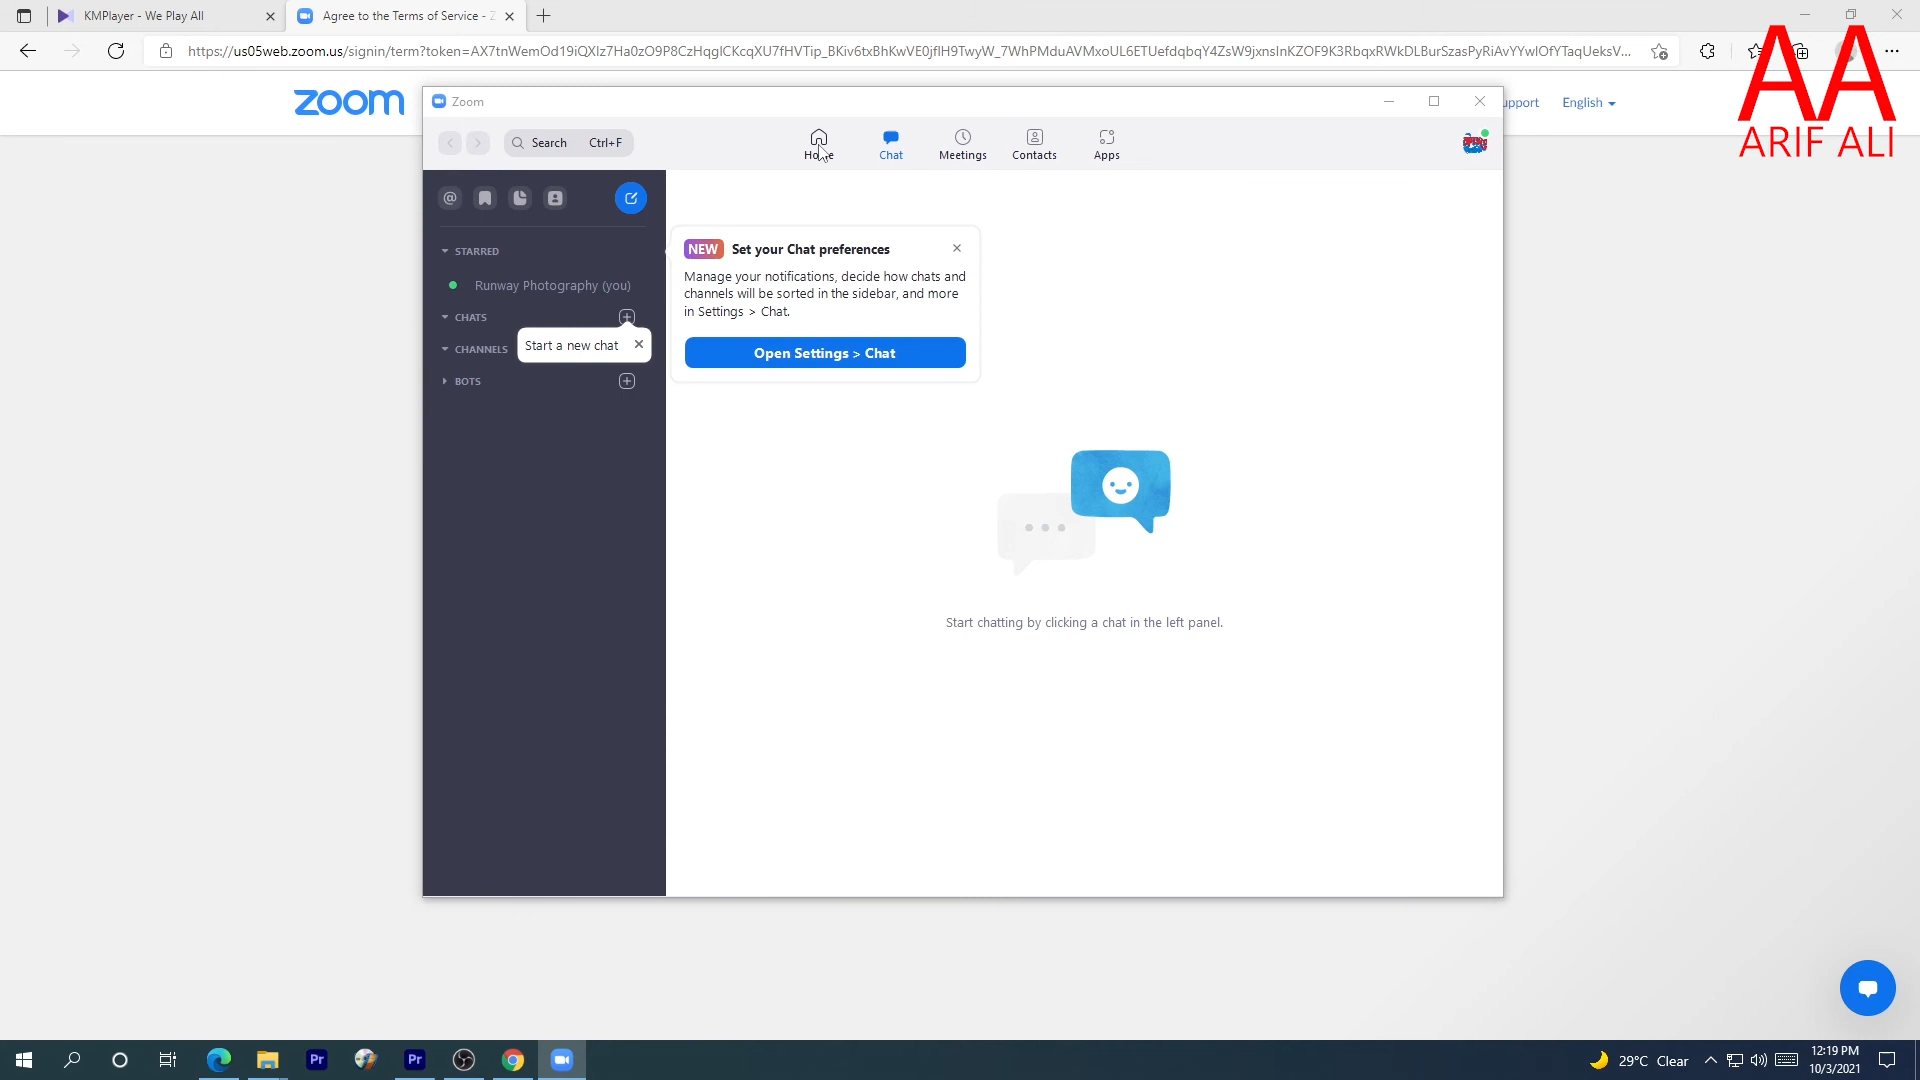 KMPlayer - We Play All
Agree to the Terms of Service - Z
https://us05web.zoom.us/signin/term?token=AX7tnWemOd19iQXIz7Ha0zO9P8CzHqgICKcqXU7fHVTip_BKiv6txBhKwVE0jfIH9TwyW_7WhPMduAVMxoUL6ETUefdqbqY4ZsW9jxnsInKZOF9K3RbqxRWkDLBurSzasPyRiAvYYwIOfYTaqUeksV...
AA
ARIF ALI
zoom
Zoom
upport
English
Search Ctrl+F
Home
Chat
Meetings
Contacts
Apps
STARRED
Runway Photography (you)
CHATS
Start a new chat
CHANNELS
BOTS
NEW Set your Chat preferences
Manage your notifications, decide how chats and
channels will be sorted in the sidebar, and more
in Settings > Chat.
Open Settings > Chat
Start chatting by clicking a chat in the left panel.
Pr
Pr
29°C Clear
12:19 PM
10/3/2021